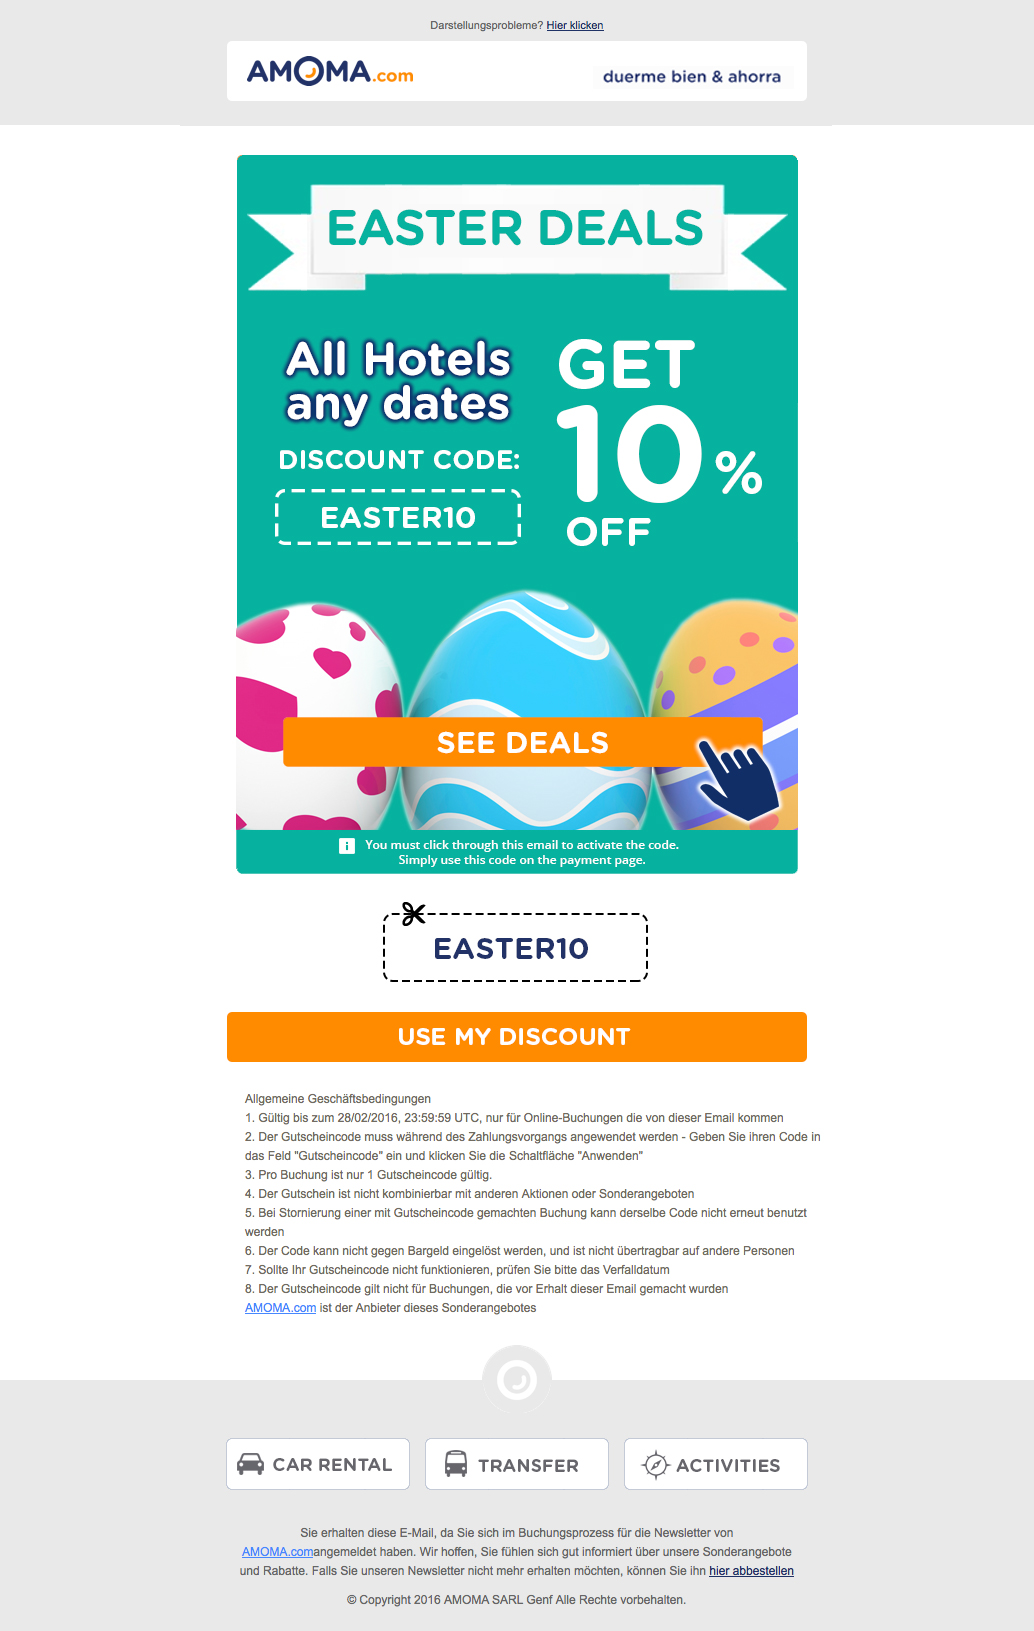 Darstellungsprobleme? Hier klicken
AMOMA.com
duerme bien & ahorra
EASTER DEALS
All Hotels
any dates
DISCOUNT CODE:
EASTER10
GET
10%
OFF
SEE DEALS
i You must click through this email to activate the code.
Simply use this code on the payment page.
EASTER10
USE MY DISCOUNT
Allgemeine Geschäftsbedingungen
1. Gültig bis zum 28/02/2016, 23:59:59 UTC, nur für Online-Buchungen die von dieser Email kommen
2. Der Gutscheincode muss während des Zahlungsvorgangs angewendet werden - Geben Sie ihren Code in
das Feld "Gutscheincode" ein und klicken Sie die Schaltfläche "Anwenden"
3. Pro Buchung ist nur 1 Gutscheincode gültig.
4. Der Gutschein ist nicht kombinierbar mit anderen Aktionen oder Sonderangeboten
5. Bei Stornierung einer mit Gutscheincode gemachten Buchung kann derselbe Code nicht erneut benutzt
werden
6. Der Code kann nicht gegen Bargeld eingelöst werden, und ist nicht übertragbar auf andere Personen
7. Sollte Ihr Gutscheincode nicht funktionieren, prüfen Sie bitte das Verfalldatum
8. Der Gutscheincode gilt nicht für Buchungen, die vor Erhalt dieser Email gemacht wurden
AMOMA.com ist der Anbieter dieses Sonderangebotes
CAR RENTAL
TRANSFER
ACTIVITIES
Sie erhalten diese E-Mail, da Sie sich im Buchungsprozess für die Newsletter von
AMOMA.comangemeldet haben. Wir hoffen, Sie fühlen sich gut informiert über unsere Sonderangebote
und Rabatte. Falls Sie unseren Newsletter nicht mehr erhalten möchten, können Sie ihn hier abbestellen
© Copyright 2016 AMOMA SARL Genf Alle Rechte vorbehalten.